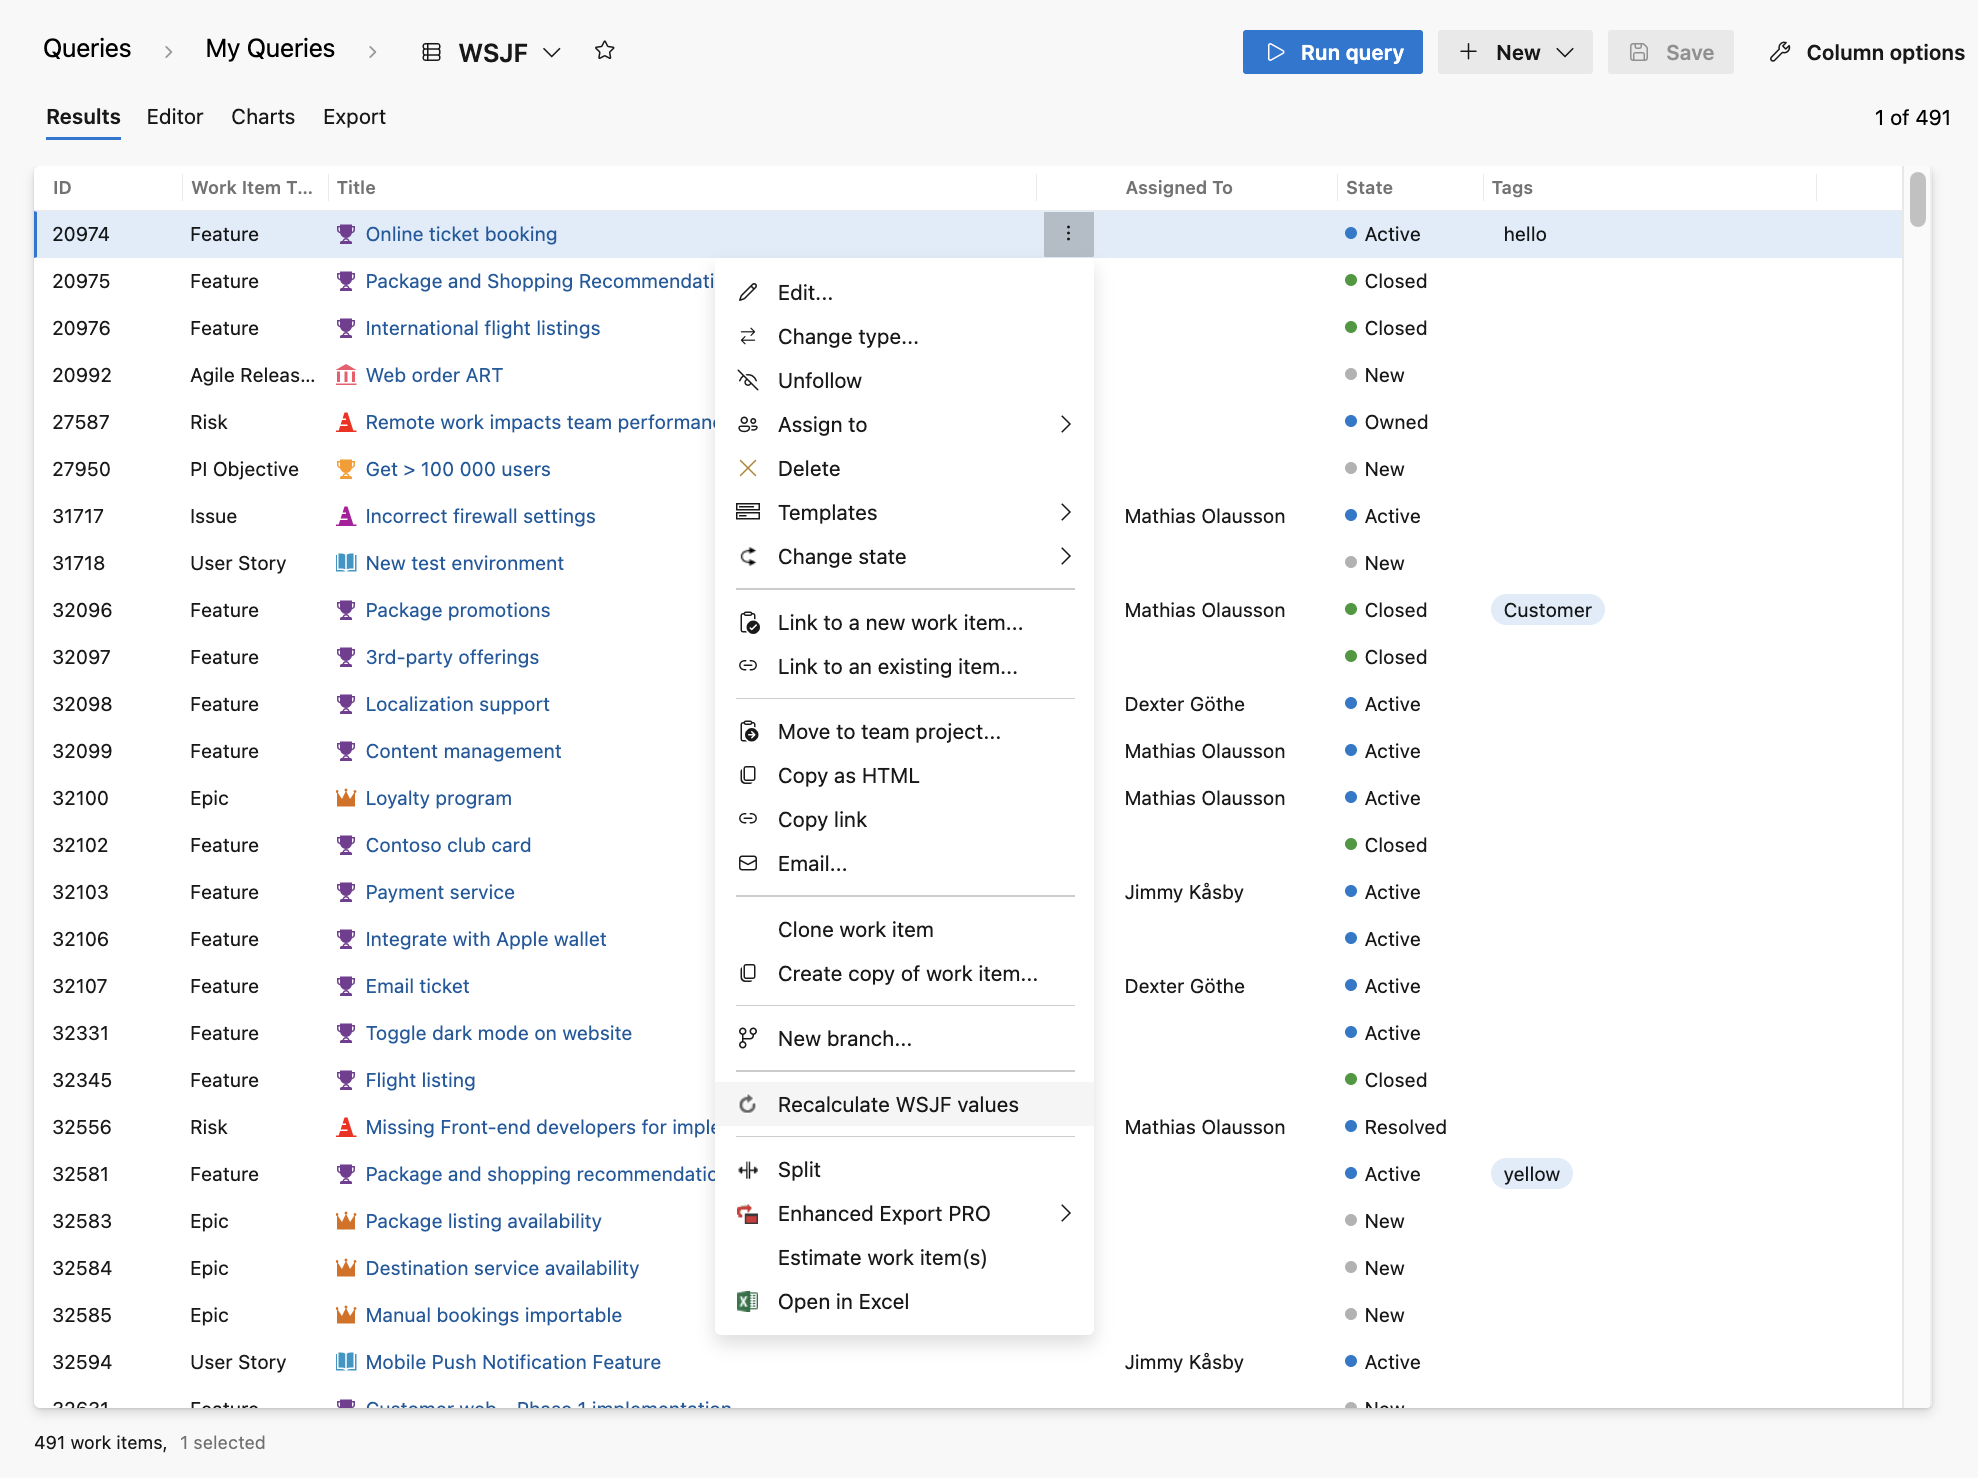 Queries > My Queries > WSJF
Run query
New
Save
Column options
Results Editor Charts Export
1 of 491
ID Work Item T... Title Assigned To State Tags
20974 Feature Online ticket booking Active hello
20975 Feature Package and Shopping Recommendati Closed
20976 Feature International flight listings Closed
20992 Agile Releas... Web order ART New
27587 Risk Remote work impacts team performan Owned
27950 PI Objective Get > 100 000 users New
31717 Issue Incorrect firewall settings Mathias Olausson Active
31718 User Story New test environment New
32096 Feature Package promotions Mathias Olausson Closed Customer
32097 Feature 3rd-party offerings Closed
32098 Feature Localization support Dexter Göthe Active
32099 Feature Content management Mathias Olausson Active
32100 Epic Loyalty program Mathias Olausson Active
32102 Feature Contoso club card Closed
32103 Feature Payment service Jimmy Kåsby Active
32106 Feature Integrate with Apple wallet Active
32107 Feature Email ticket Dexter Göthe Active
32331 Feature Toggle dark mode on website Active
32345 Feature Flight listing Closed
32556 Risk Missing Front-end developers for imple Mathias Olausson Resolved
32581 Feature Package and shopping recommendatio Active yellow
32583 Epic Package listing availability New
32584 Epic Destination service availability New
32585 Epic Manual bookings importable New
32594 User Story Mobile Push Notification Feature Jimmy Kåsby Active
32631 Feature Customer web - Phase 1 implementation New
Edit...
Change type...
Unfollow
Assign to
Delete
Templates
Change state
Link to a new work item...
Link to an existing item...
Move to team project...
Copy as HTML
Copy link
Email...
Clone work item
Create copy of work item...
New branch...
Recalculate WSJF values
Split
Enhanced Export PRO
Estimate work item(s)
Open in Excel
491 work items, 1 selected